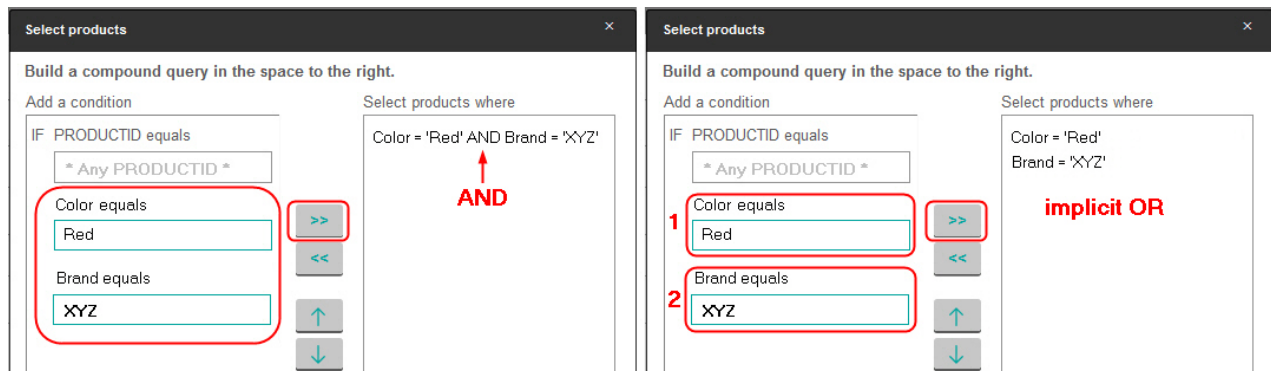 Select products ×
Build a compound query in the space to the right.
Add a condition
Select products where
IF PRODUCTID equals
* Any PRODUCTID *
Color equals
Red
Brand equals
XYZ
>>
<<
↑
↓
Color = 'Red' AND Brand = 'XYZ'
AND
Select products ×
Build a compound query in the space to the right.
Add a condition
Select products where
IF PRODUCTID equals
* Any PRODUCTID *
1
Color equals
Red
2
Brand equals
XYZ
>>
<<
↑
↓
Color = 'Red'
Brand = 'XYZ'
implicit OR